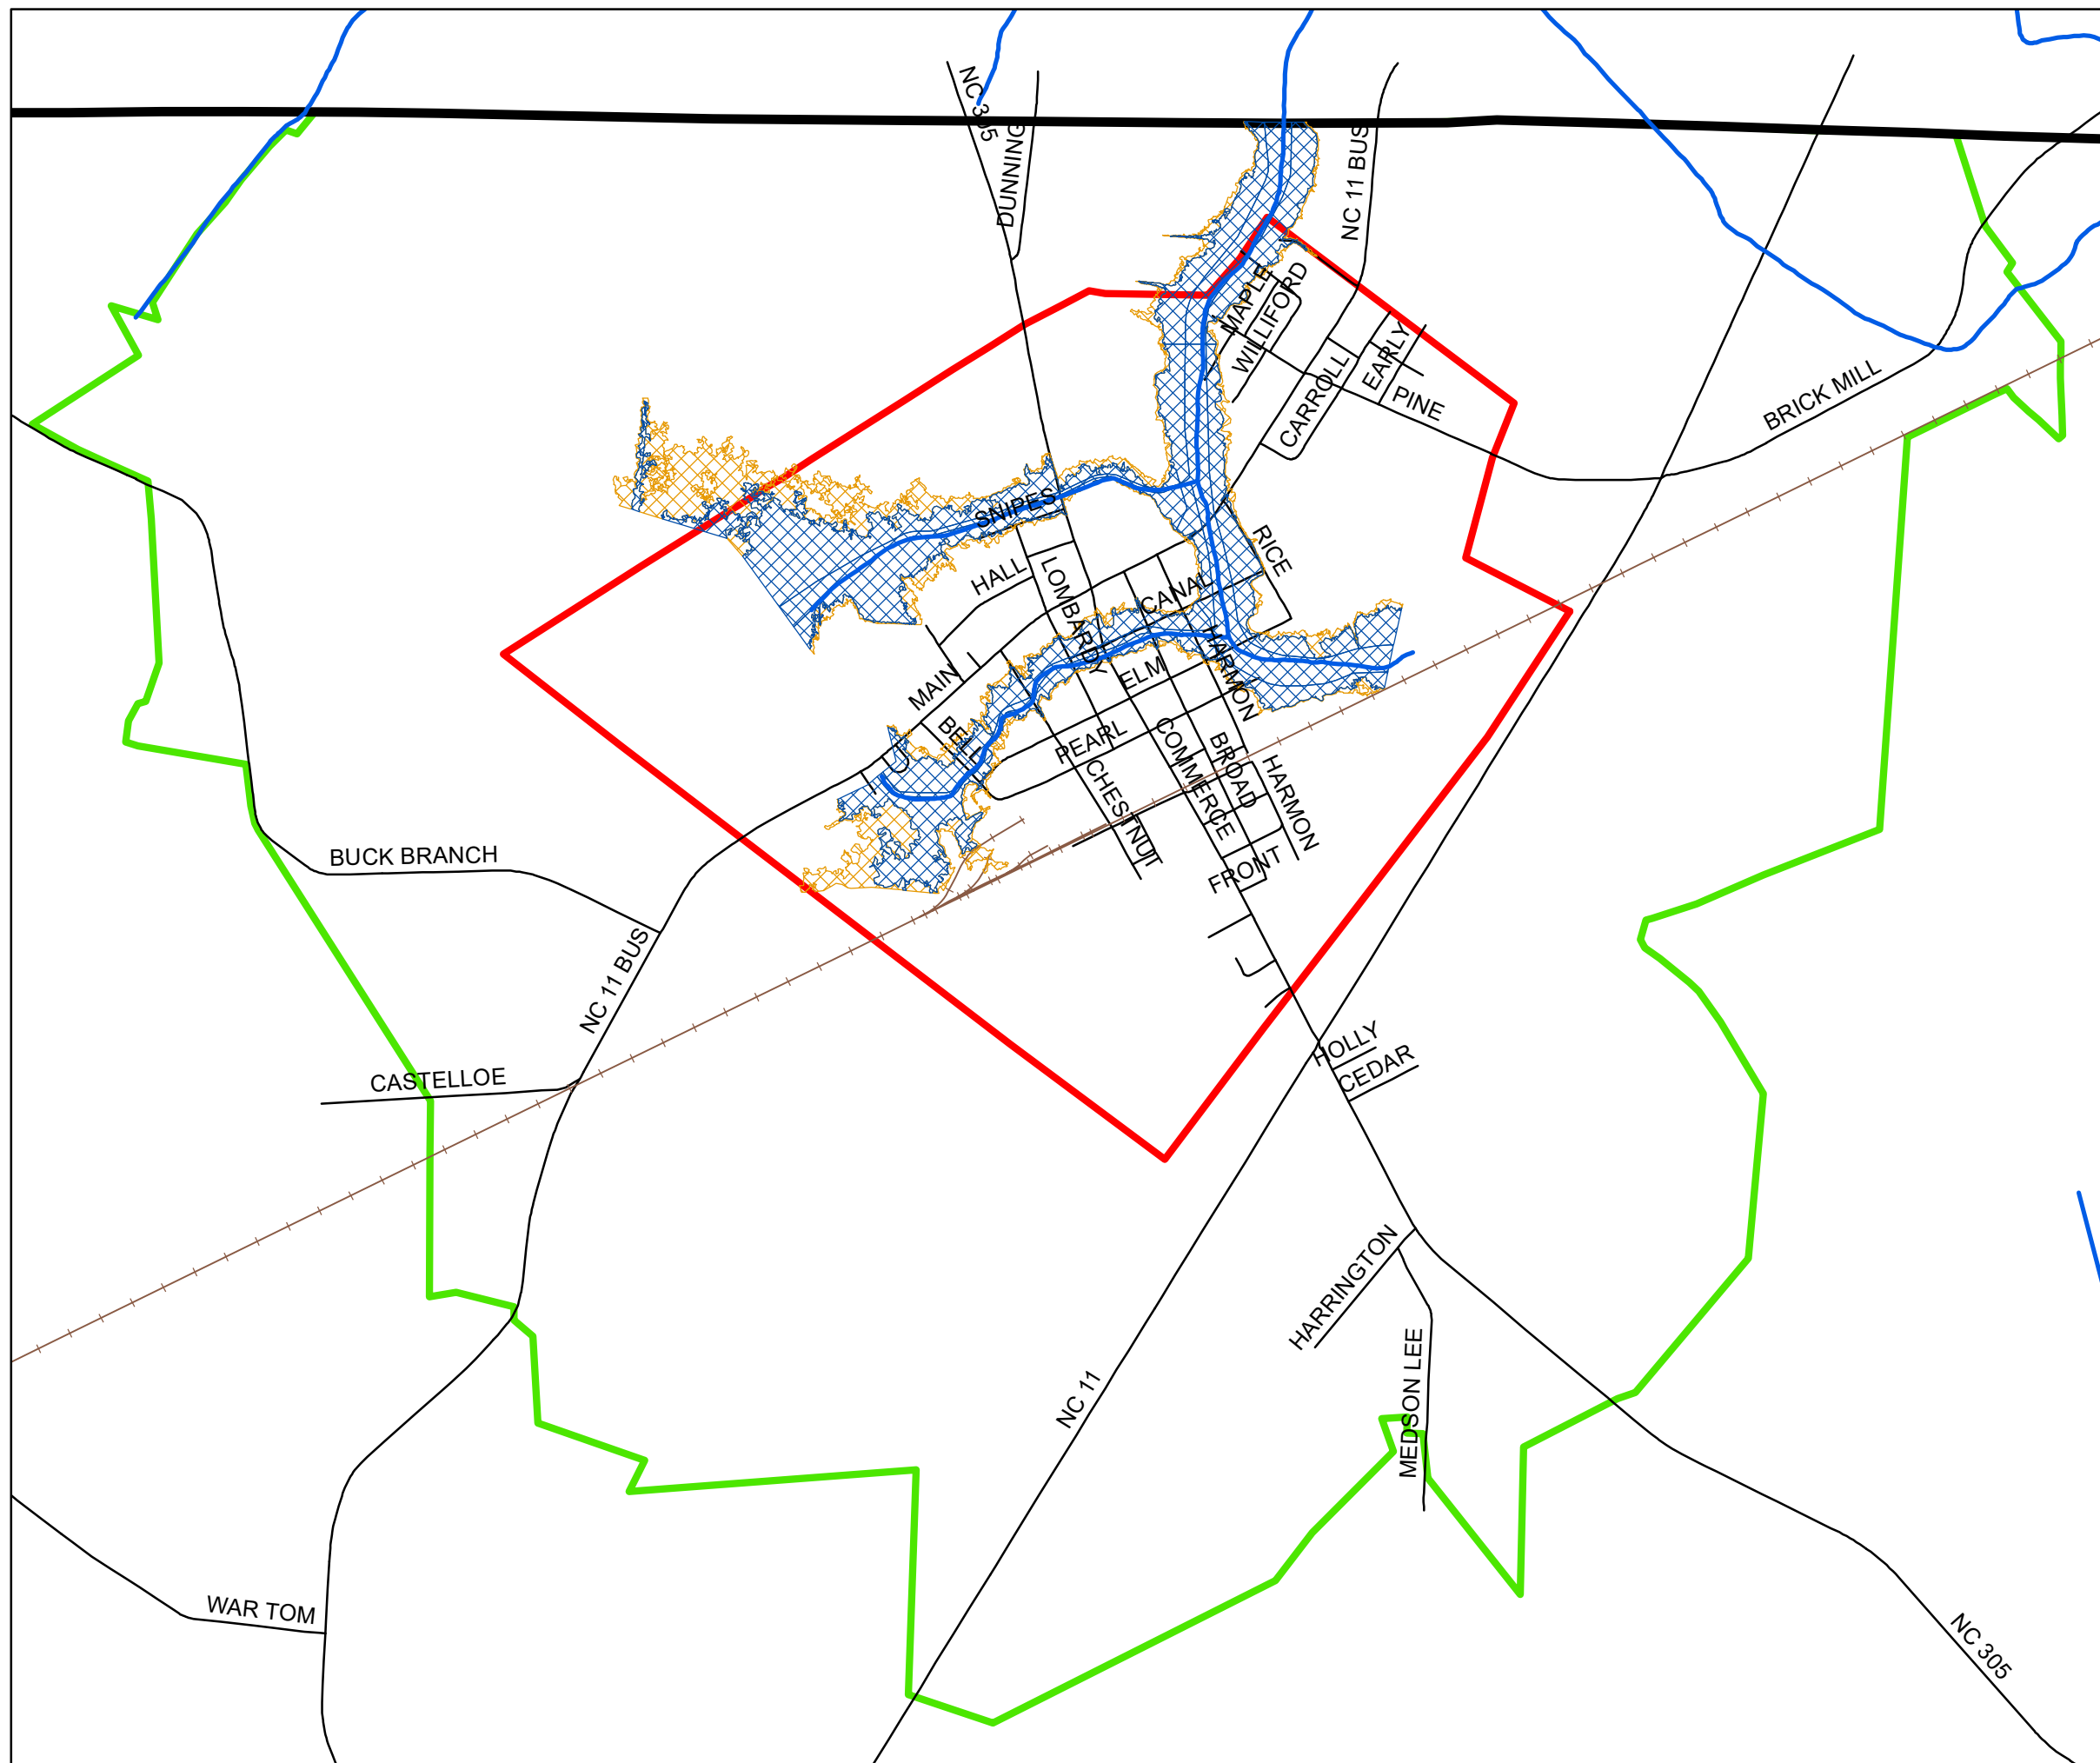 NC 305
DUNNING
NC 11 BUS
MAPLE
WILLIFORD
CARROLL
EARLY
PINE
BRICK MILL
SNIPES
RICE
HALL
LOMBARDY
CANAL
HARMON
ELM
MAIN
BELL
PEARL
COMMERCE
BROAD
HARMON
CHESTNUT
FRONT
BUCK BRANCH
NC 11 BUS
CASTELLOE
HOLLY
CEDAR
HARRINGTON
MEDSON LEE
NC 11
WAR TOM
NC 305